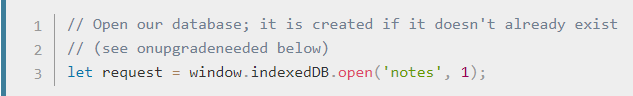 1 // Open our database; it is created if it doesn't already exist
2 // (see onupgradeneeded below)
3 let request = window.indexedDB.open('notes', 1);